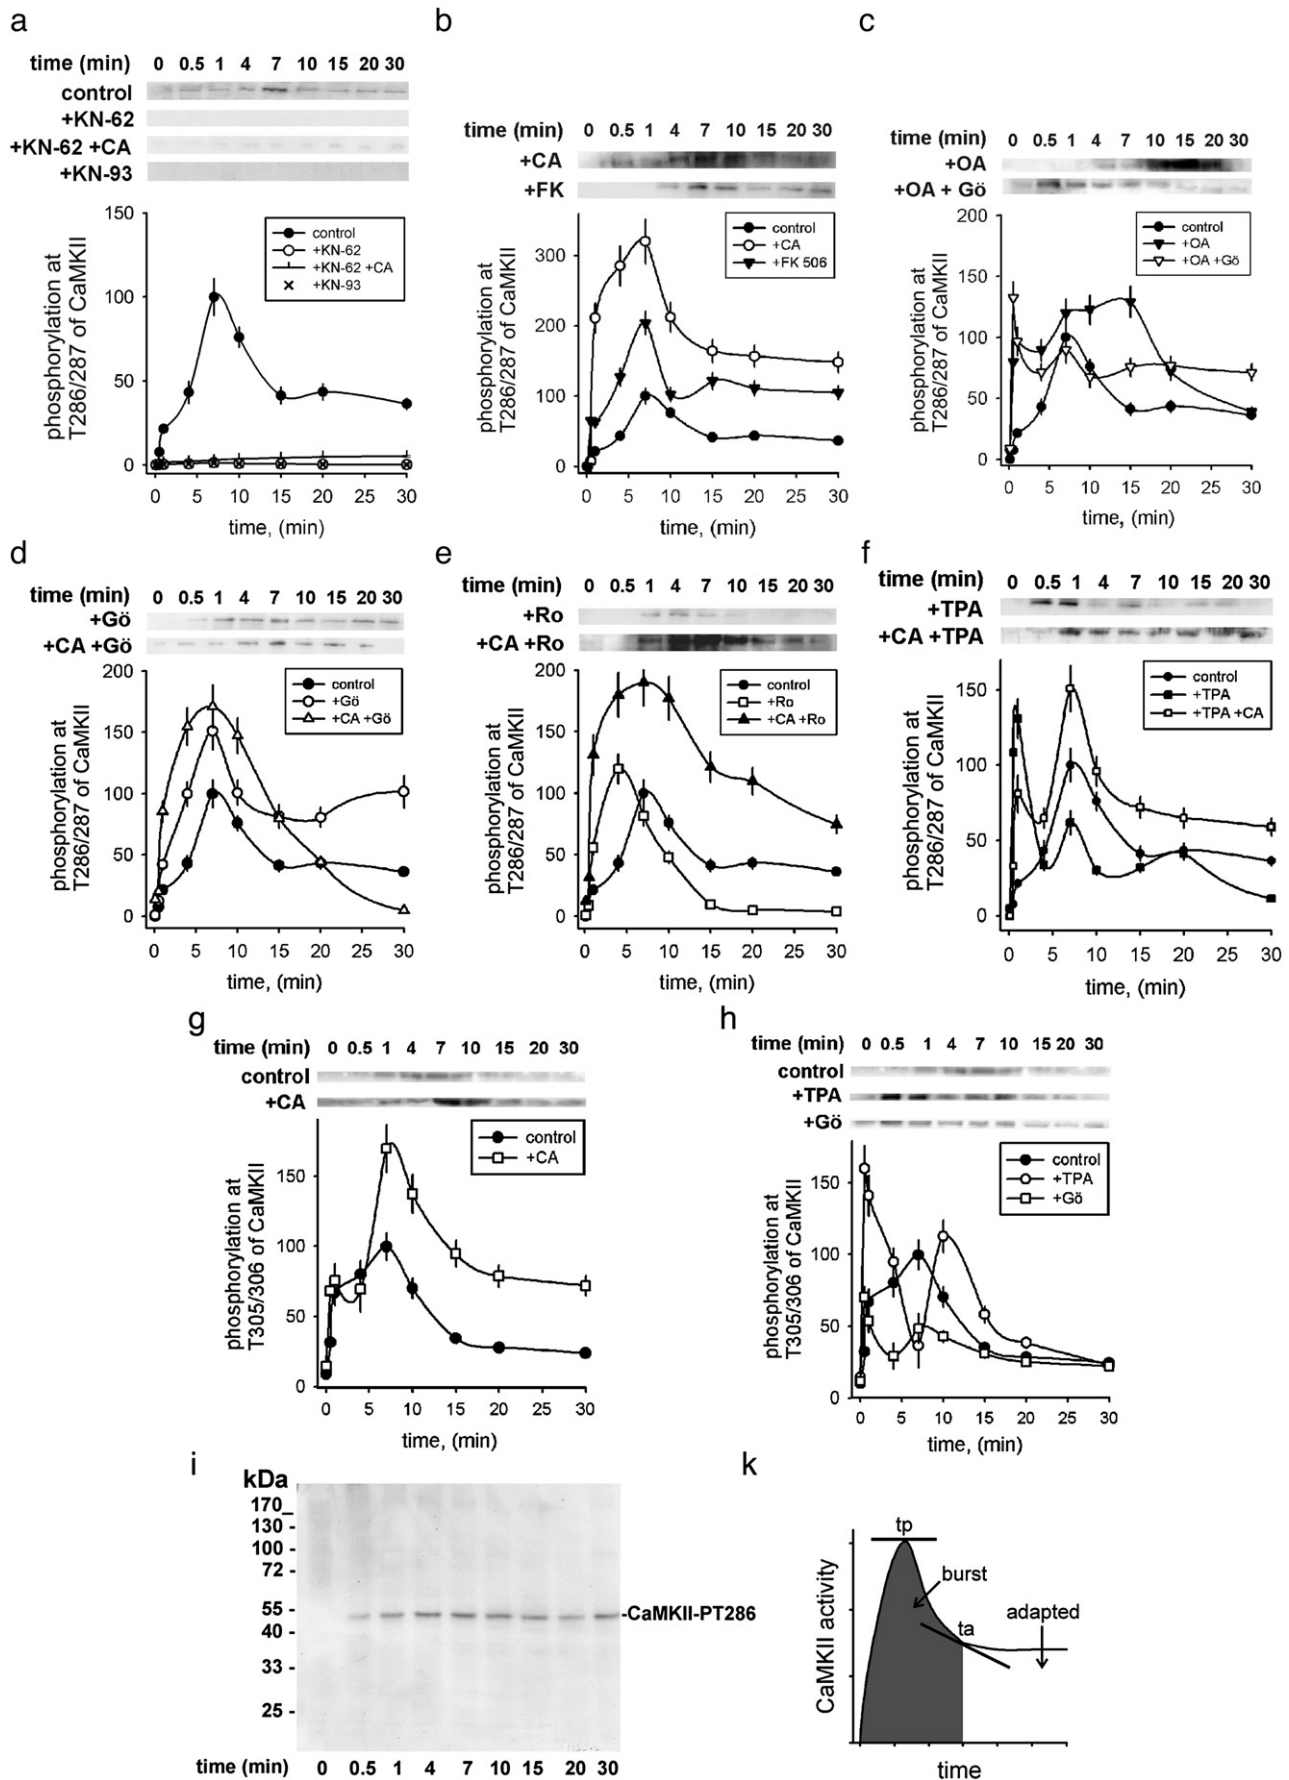 a
time (min) 0 0.5 1 4 7 10 15 20 30
control
+KN-62
+KN-62 +CA
+KN-93
150
100
50
0
phosphorylation at
T286/287 of CaMKII
control
+KN-62
+KN-62 +CA
+KN-93
0 5 10 15 20 25 30
time, (min)
b
time (min) 0 0.5 1 4 7 10 15 20 30
+CA
+FK
300
200
100
0
phosphorylation at
T286/287 of CaMKII
control
+CA
+FK 506
0 5 10 15 20 25 30
time, (min)
c
time (min) 0 0.5 1 4 7 10 15 20 30
+OA
+OA + Gö
200
150
100
50
0
phosphorylation at
T286/287 of CaMKII
control
+OA
+OA +Gö
0 5 10 15 20 25 30
time, (min)
d
time (min) 0 0.5 1 4 7 10 15 20 30
+Gö
+CA +Gö
200
150
100
50
0
phosphorylation at
T286/287 of CaMKII
control
+Gö
+CA +Gö
0 5 10 15 20 25 30
time, (min)
e
time (min) 0 0.5 1 4 7 10 15 20 30
+Ro
+CA +Ro
200
150
100
50
0
phosphorylation at
T286/287 of CaMKII
control
+Ro
+CA +Ro
0 5 10 15 20 25 30
time, (min)
f
time (min) 0 0.5 1 4 7 10 15 20 30
+TPA
+CA +TPA
150
100
50
0
phosphorylation at
T286/287 of CaMKII
control
+TPA
+TPA +CA
0 5 10 15 20 25 30
time, (min)
g
time (min) 0 0.5 1 4 7 10 15 20 30
control
+CA
150
100
50
0
phosphorylation at
T305/306 of CaMKII
control
+CA
0 5 10 15 20 25 30
time, (min)
h
time (min) 0 0.5 1 4 7 10 15 20 30
control
+TPA
+Gö
150
100
50
0
phosphorylation at
T305/306 of CaMKII
control
+TPA
+Gö
0 5 10 15 20 25 30
time, (min)
i
kDa
170_
130 -
100 -
72 -
55 -
40 -
33 -
25 -
-CaMKII-PT286
time (min) 0 0.5 1 4 7 10 15 20 30
k
CaMKII activity
tp
burst
ta
adapted
time